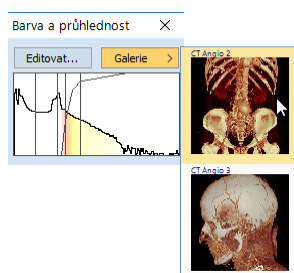 Barva a průhlednost
Editovat...
Galerie
CT Angio 2
CT Angio 3